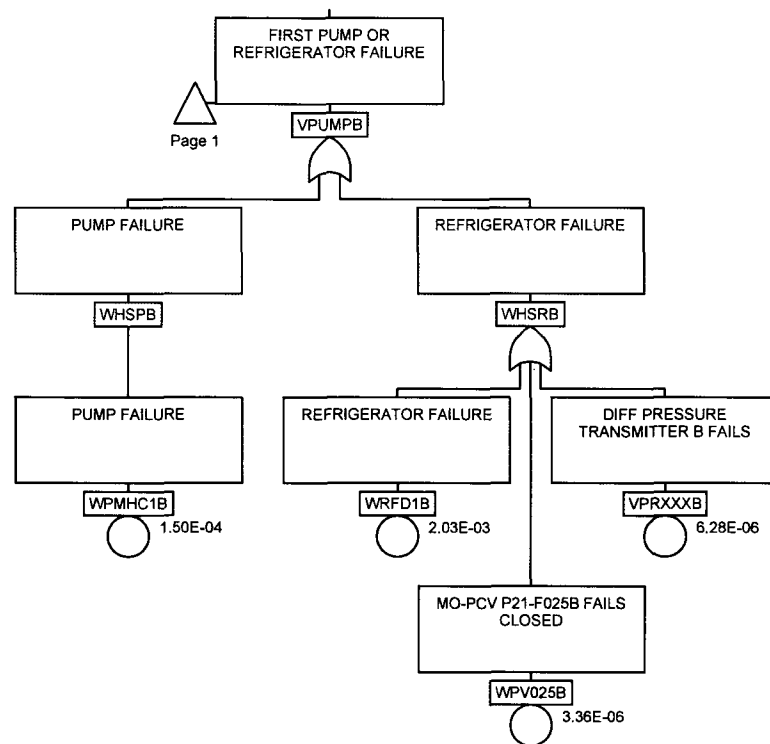 FIRST PUMP OR
REFRIGERATOR FAILURE
Page 1
VPUMPB
PUMP FAILURE
REFRIGERATOR FAILURE
WHSPB
WHSRB
PUMP FAILURE
REFRIGERATOR FAILURE
DIFF PRESSURE
TRANSMITTER B FAILS
WPMHC1B
1.50E-04
WRFD1B
2.03E-03
VPRXXXB
6.28E-06
MO-PCV P21-F025B FAILS
CLOSED
WPV025B
3.36E-06